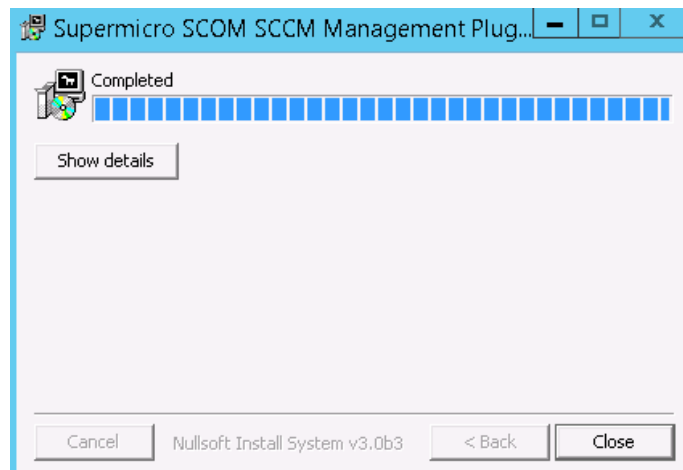 Supermicro SCOM SCCM Management Plug...
Completed
Show details
Cancel
Nullsoft Install System v3.0b3
< Back
Close